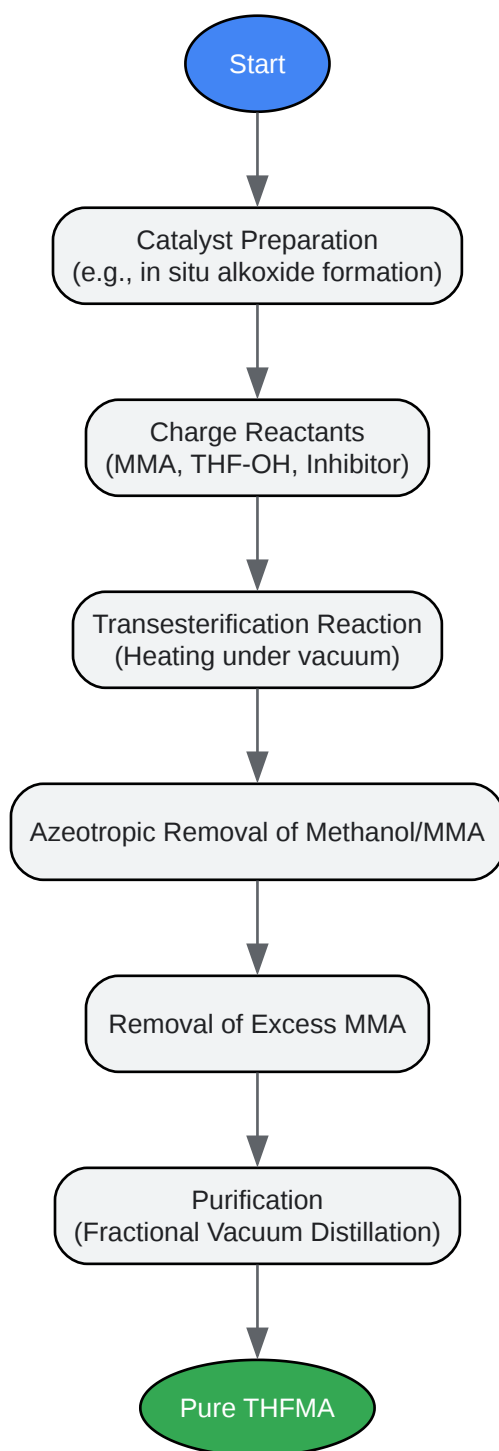 Start
Catalyst Preparation
(e.g., in situ alkoxide formation)
Charge Reactants
(MMA, THF-OH, Inhibitor)
Transesterification Reaction
(Heating under vacuum)
Azeotropic Removal of Methanol/MMA
Removal of Excess MMA
Purification
(Fractional Vacuum Distillation)
Pure THFMA